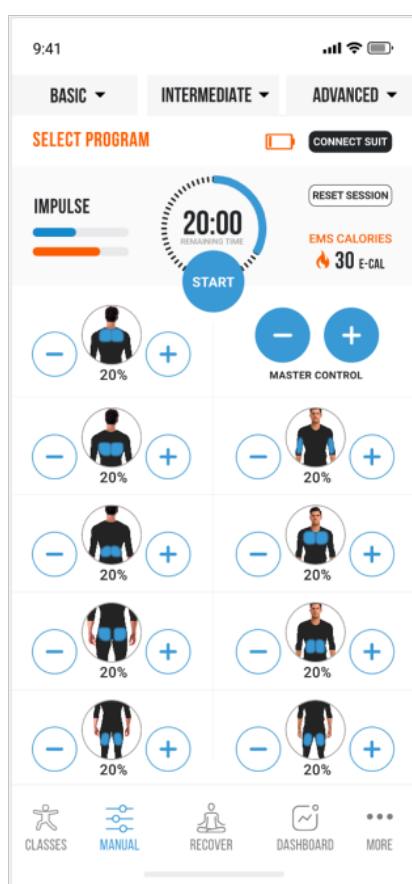 9:41
BASIC INTERMEDIATE ADVANCED
SELECT PROGRAM CONNECT SUIT
IMPULSE
20:00
REMAINING TIME
START
RESET SESSION
EMS CALORIES
30 E-CAL
20%
MASTER CONTROL
20% 20%
20% 20%
20% 20%
20% 20%
CLASSES MANUAL RECOVER DASHBOARD MORE